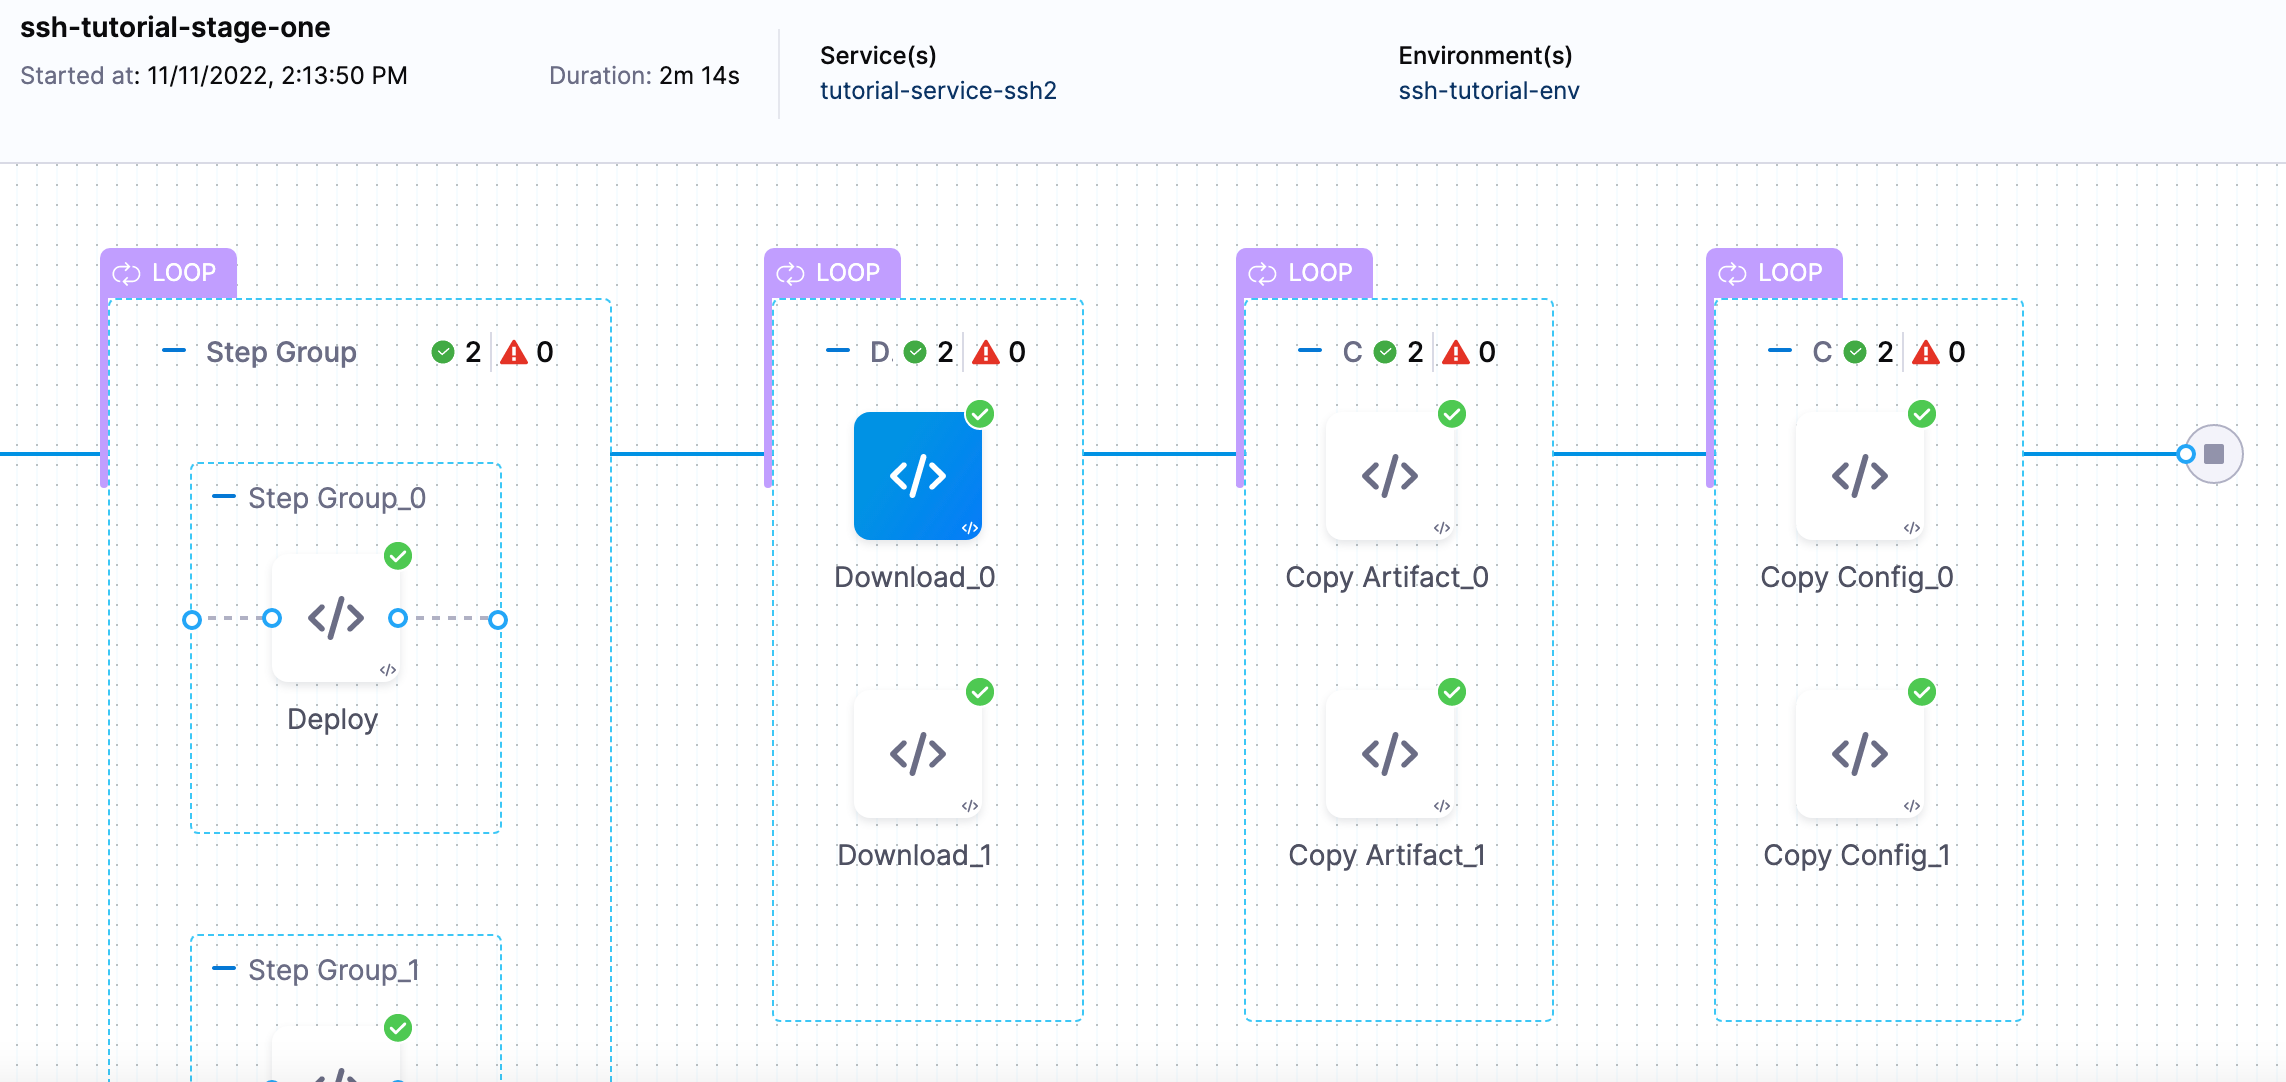 ssh-tutorial-stage-one
Started at: 11/11/2022, 2:13:50 PM
Duration: 2m 14s
Service(s)
tutorial-service-ssh2
Environment(s)
ssh-tutorial-env
LOOP
LOOP
LOOP
LOOP
Step Group 2 0
D. 2 0
C 2 0
C 2 0
Step Group_0
Deploy
Download_0
Copy Artifact_0
Copy Config_0
Download_1
Copy Artifact_1
Copy Config_1
Step Group_1